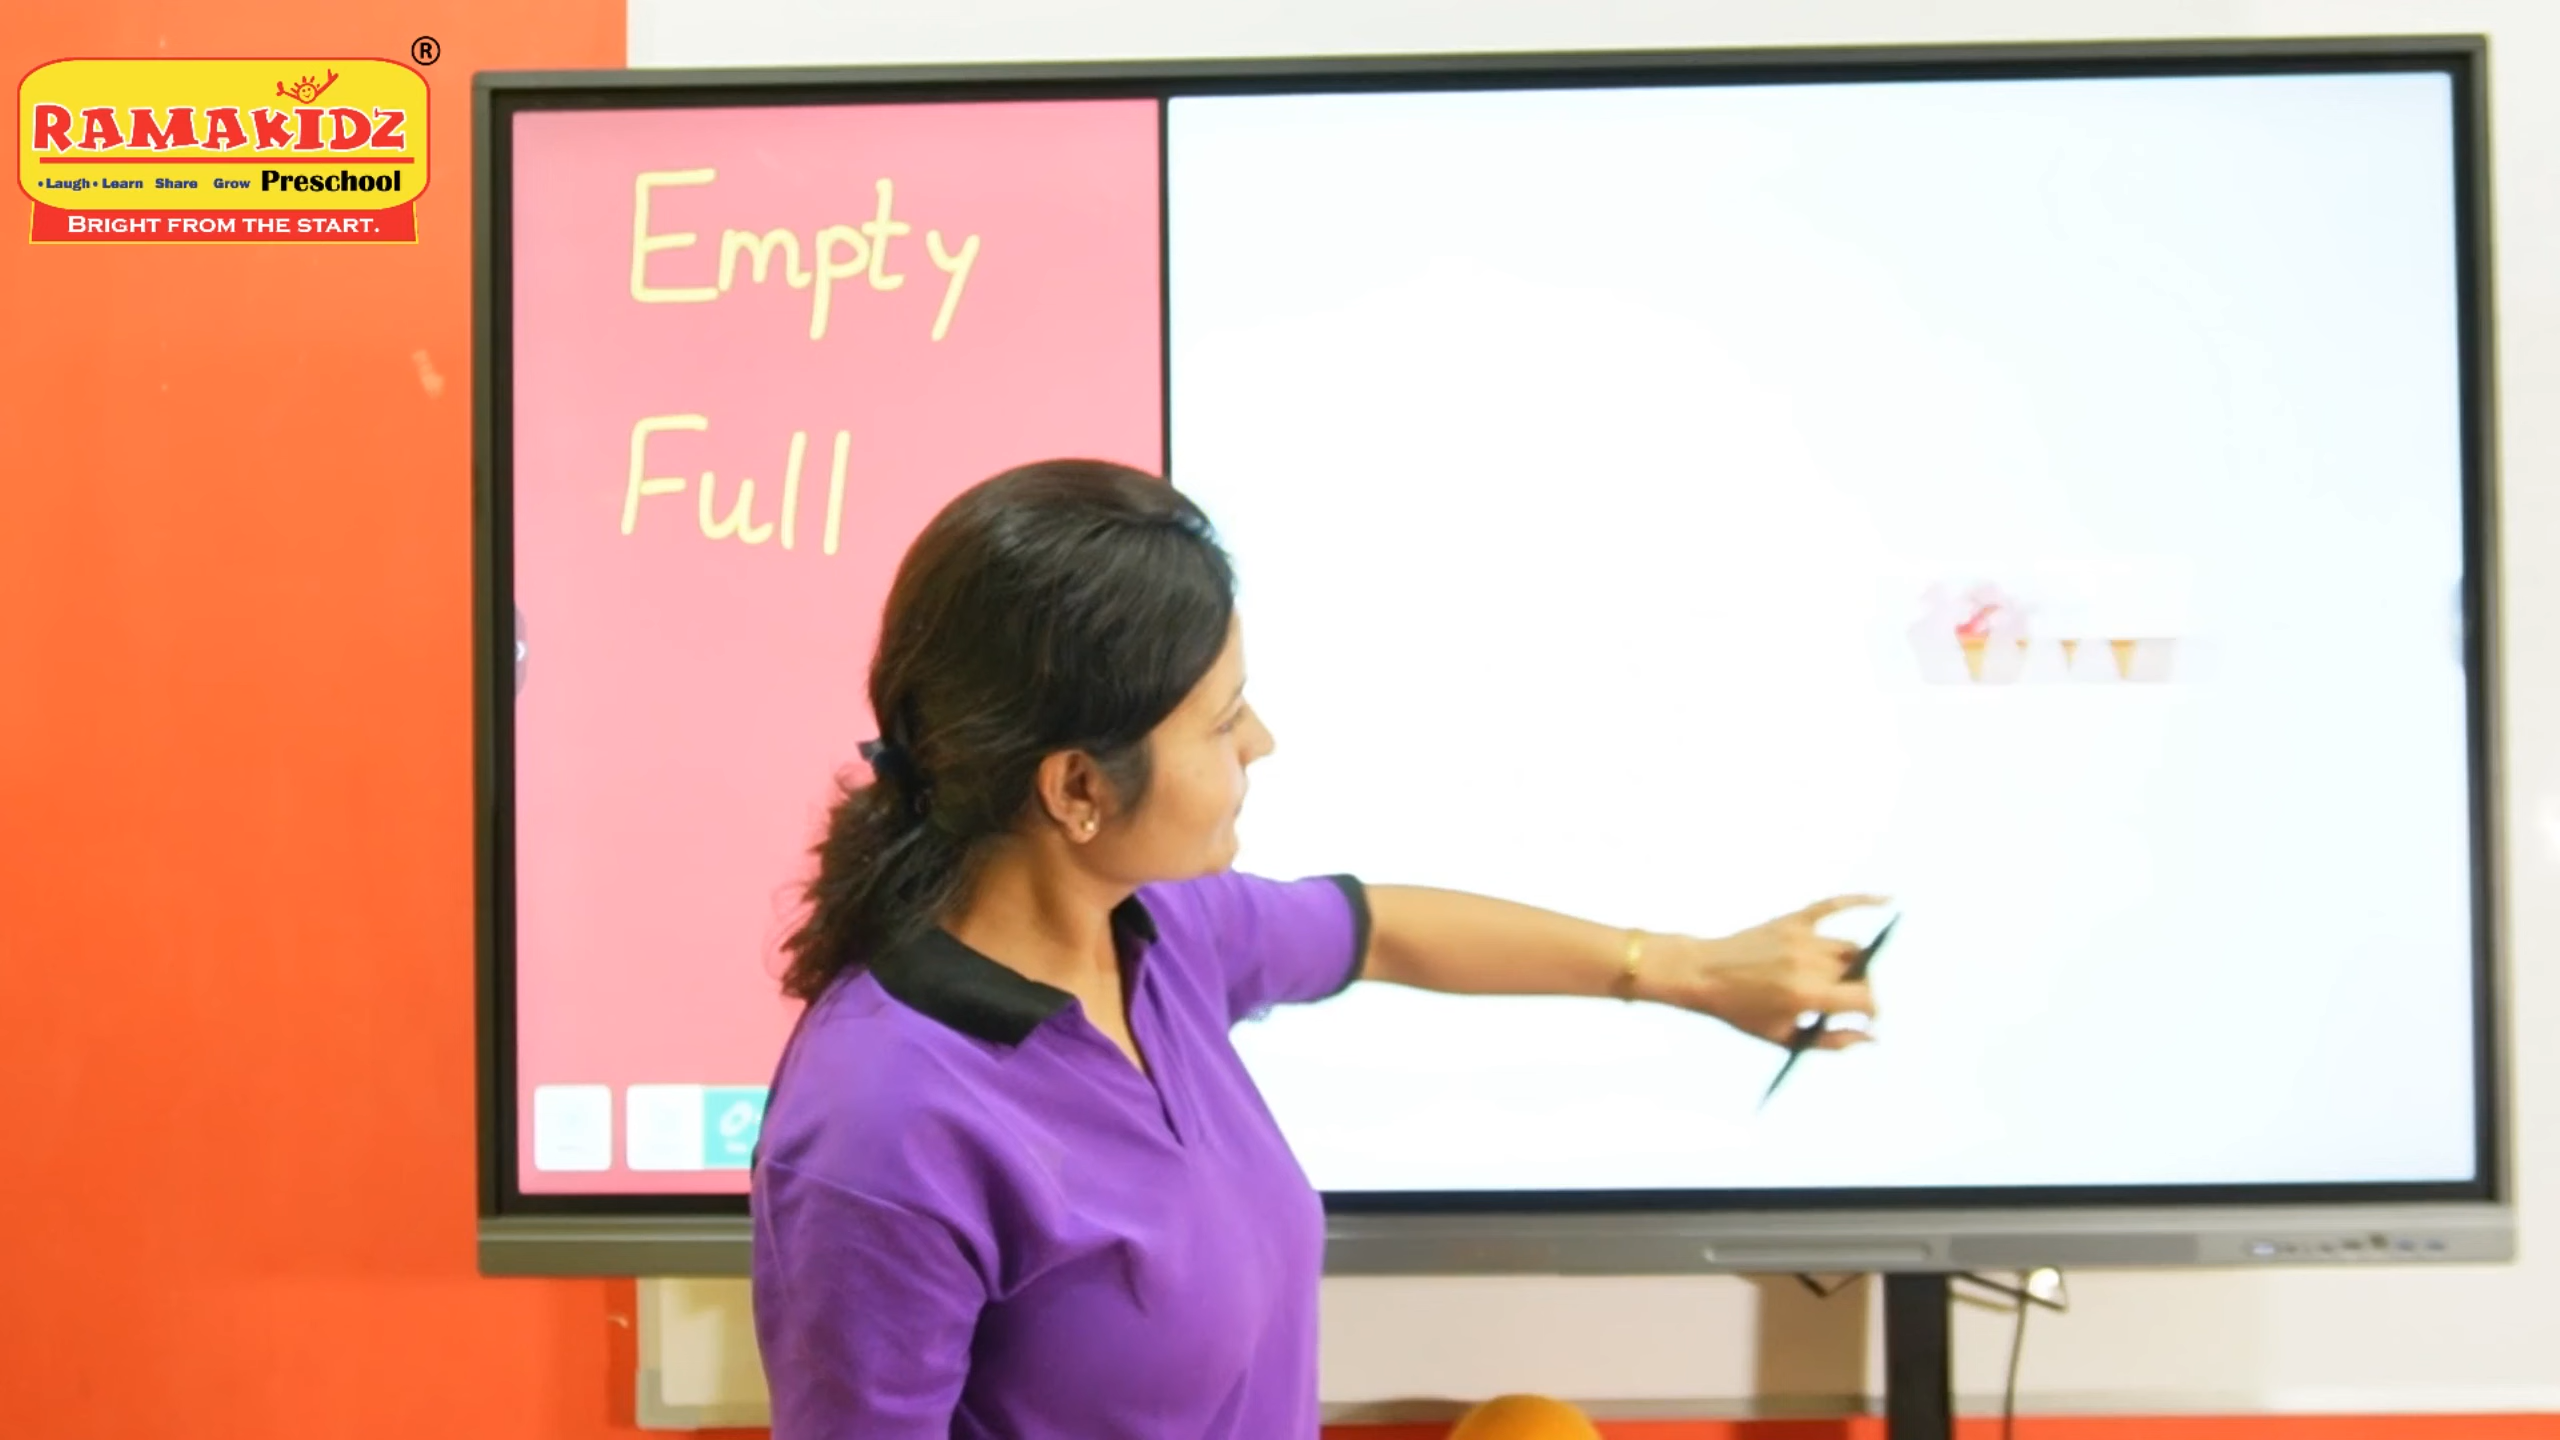 ®
RAMAKIDZ
• Laugh • Learn Share Grow Preschool
BRIGHT FROM THE START.
Empty
Full